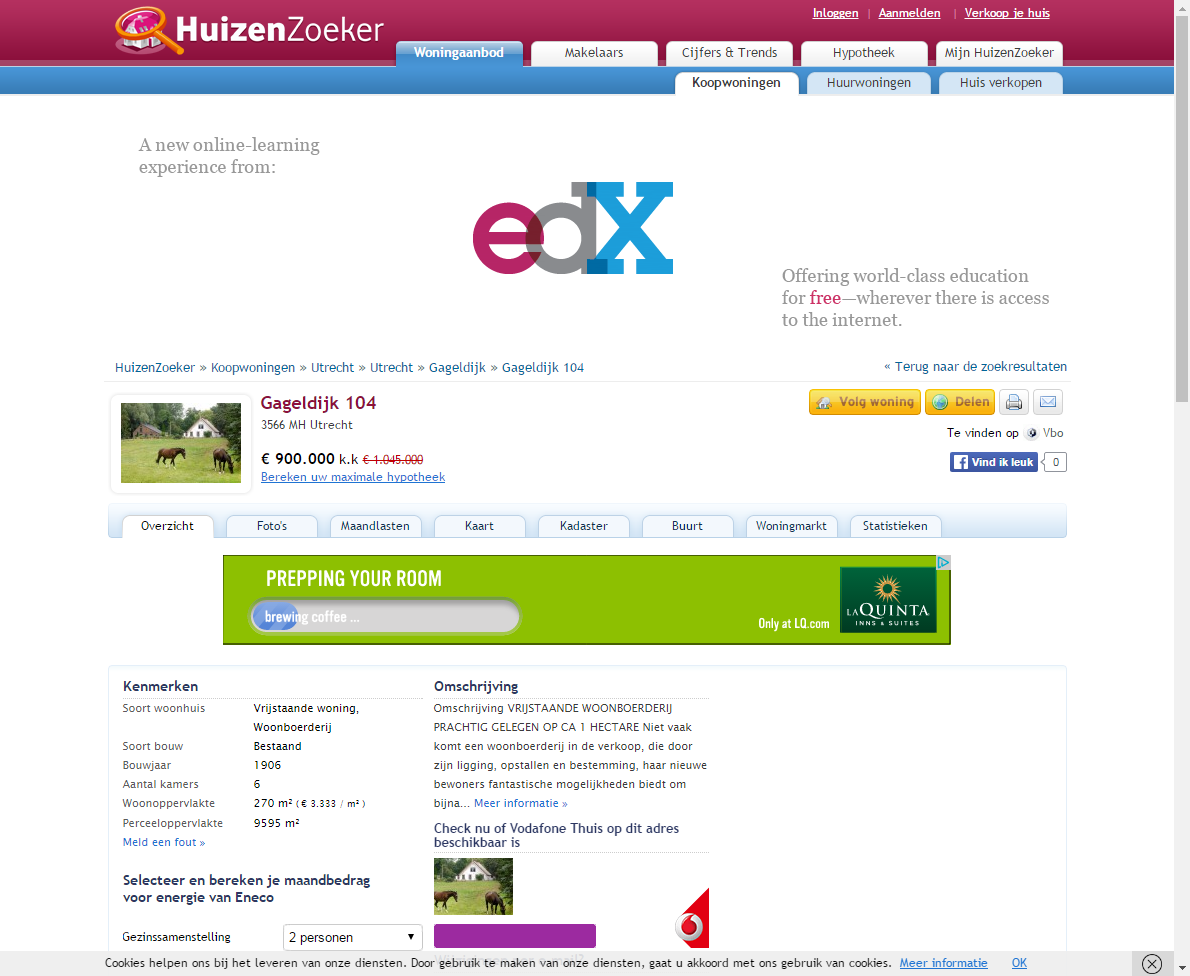 Inloggen | Aanmelden | Verkoop je huis
HuizenZoeker
Woningaanbod Makelaars Cijfers & Trends Hypotheek Mijn HuizenZoeker
Koopwoningen Huurwoningen Huis verkopen
A new online-learning
experience from:
edX
Offering world-class education
for free—wherever there is access
to the internet.
HuizenZoeker » Koopwoningen » Utrecht » Utrecht » Gageldijk » Gageldijk 104
« Terug naar de zoekresultaten
Gageldijk 104
3566 MH Utrecht
€ 900.000 k.k € 1.045.000
Bereken uw maximale hypotheek
Volg woning Delen
Te vinden op Vbo
Vind ik leuk 0
Overzicht Foto's Maandlasten Kaart Kadaster Buurt Woningmarkt Statistieken
PREPPING YOUR ROOM
brewing coffee ...
Only at LQ.com
LAQUINTA
INNS & SUITES
Kenmerken
Soort woonhuis Vrijstaande woning,
Woonboerderij
Soort bouw Bestaand
Bouwjaar 1906
Aantal kamers 6
Woonoppervlakte 270 m² ( € 3.333 / m² )
Perceeloppervlakte 9595 m²
Meld een fout »
Selecteer en bereken je maandbedrag
voor energie van Eneco
Gezinssamenstelling 2 personen
Omschrijving
Omschrijving VRIJSTAANDE WOONBOERDERIJ
PRACHTIG GELEGEN OP CA 1 HECTARE Niet vaak
komt een woonboerderij in de verkoop, die door
zijn ligging, opstallen en bestemming, haar nieuwe
bewoners fantastische mogelijkheden biedt om
bijna... Meer informatie »
Check nu of Vodafone Thuis op dit adres
beschikbaar is
Cookies helpen ons bij het leveren van onze diensten. Door gebruik te maken van onze diensten, gaat u akkoord met ons gebruik van cookies. Meer informatie OK